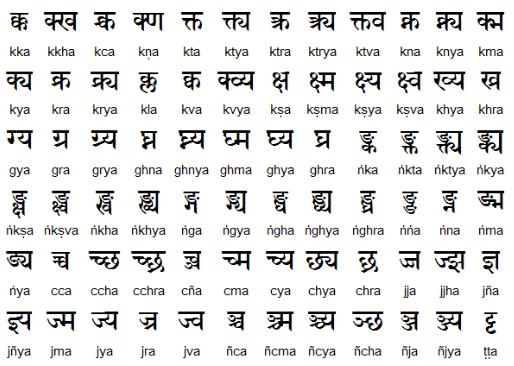 क्क क्ख क्च क्ण क्त क्त्य क्त्र क्त्र्य क्त्व क्न क्न्य क्म
kka kkha kca kṇa kta ktya ktra ktrya ktva kna knya kma
क्य क्र क्र्य क्ल क्व क्व्य क्ष क्ष्म क्ष्य क्ष्व ख्य ख्र
kya kra krya kla kva kvya kṣa kṣma kṣya kṣva khya khra
ग्य ग्र ग्र्य घ्न घ्न्य घ्म घ्य घ्र ङ्क ङ्क्त ङ्क्त्य ङ्क्य
gya gra grya ghna ghnya ghma ghya ghra ṅka ṅkta ṅktya ṅkya
ङ्क्ष ङ्क्ष्व ङ्ख ङ्ख्य ङ्ग ङ्ग्य ङ्घ ङ्घ्य ङ्घ्र ङ्ङ ङ्न ङ्म
ṅkṣa ṅkṣva ṅkha ṅkhya ṅga ṅgya ṅgha ṅghya ṅghra ṅṅa ṅna ṅma
ङ्य च्च च्छ च्छ्र च्ञ च्म च्य छ्य छ्र ज्ज ज्झ ज्ञ
ṅya cca ccha cchra cña cma cya chya chra jja jjha jña
ज्ञ्य ज्म ज्य ज्र ज्व ञ्च ञ्च्म ञ्च्य ञ्छ ञ्ज ञ्ज्य ट्ट
jñya jma jya jra jva ñca ñcma ñcya ñcha ñja ñjya ṭṭa